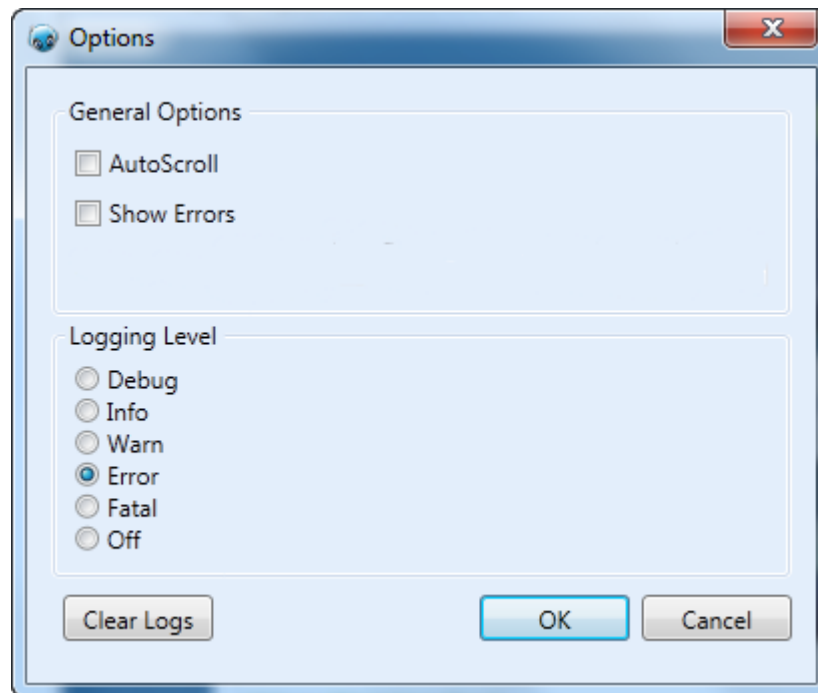 Options
General Options
AutoScroll
Show Errors
Logging Level
Debug
Info
Warn
Error
Fatal
Off
Clear Logs
OK
Cancel